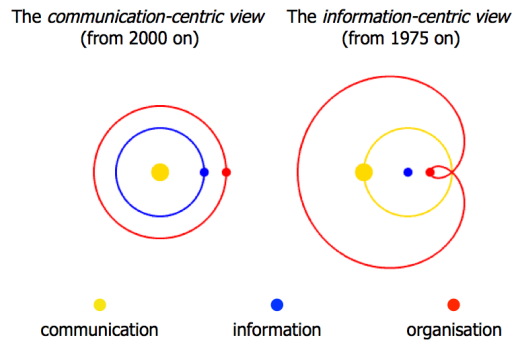 The communication-centric view
(from 2000 on)
The information-centric view
(from 1975 on)
communication
information
organisation